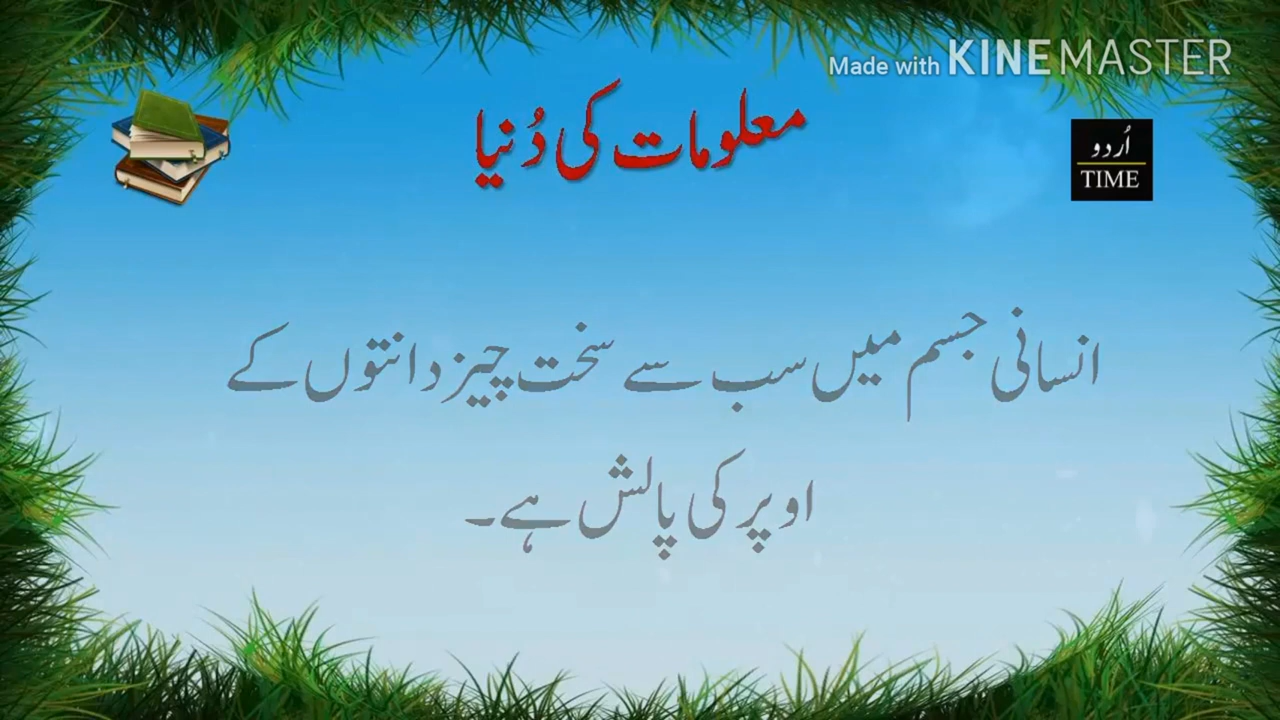 Made with KINEMASTER
معلومات کی دُنیا
اُردو
TIME
انسانی جسم میں سب سے سخت چیز دانتوں کے
اوپر کی پالش ہے۔